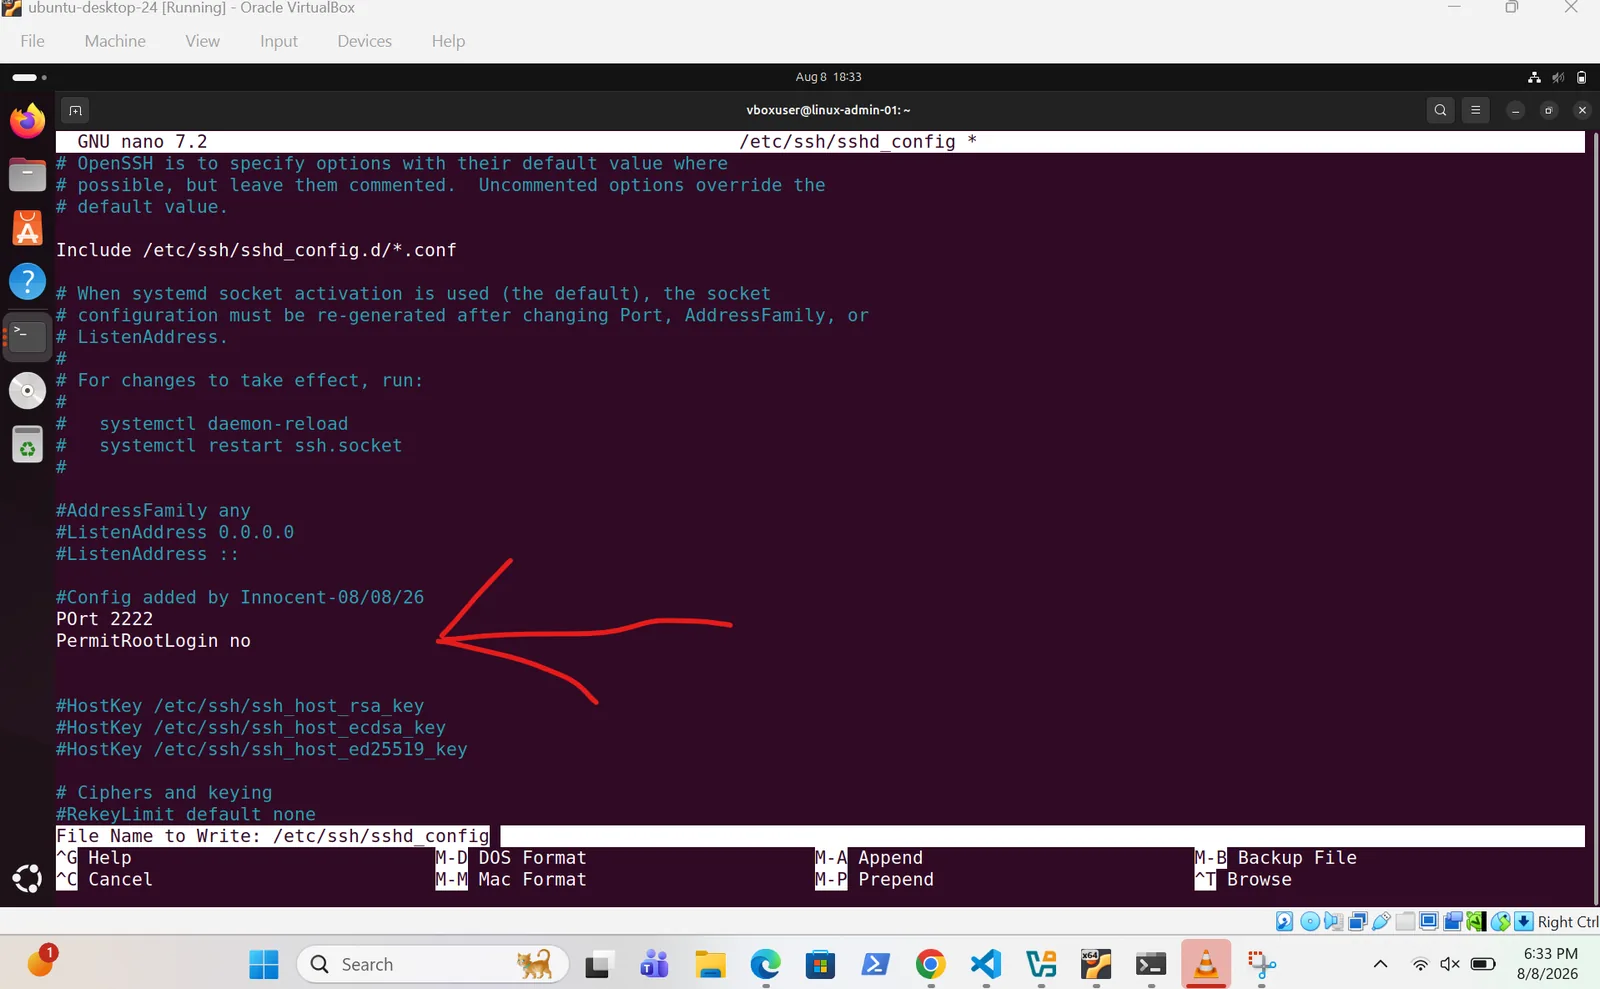 ubuntu-desktop-24 [Running] - Oracle VirtualBox
File Machine View Input Devices Help
Aug 8 18:33
vboxuser@linux-admin-01: ~
GNU nano 7.2 /etc/ssh/sshd_config *
# OpenSSH is to specify options with their default value where
# possible, but leave them commented.  Uncommented options override the
# default value.
Include /etc/ssh/sshd_config.d/*.conf
# When systemd socket activation is used (the default), the socket
# configuration must be re-generated after changing Port, AddressFamily, or
# ListenAddress.
#
# For changes to take effect, run:
#
#   systemctl daemon-reload
#   systemctl restart ssh.socket
#
#AddressFamily any
#ListenAddress 0.0.0.0
#ListenAddress ::
#Config added by Innocent-08/08/26
POrt 2222
PermitRootLogin no
#HostKey /etc/ssh/ssh_host_rsa_key
#HostKey /etc/ssh/ssh_host_ecdsa_key
#HostKey /etc/ssh/ssh_host_ed25519_key
# Ciphers and keying
#RekeyLimit default none
File Name to Write: /etc/ssh/sshd_config
^G Help M-D DOS Format M-A Append M-B Backup File
^C Cancel M-M Mac Format M-P Prepend ^T Browse
Right Ctrl
1
Search
x64
6:33 PM
8/8/2026